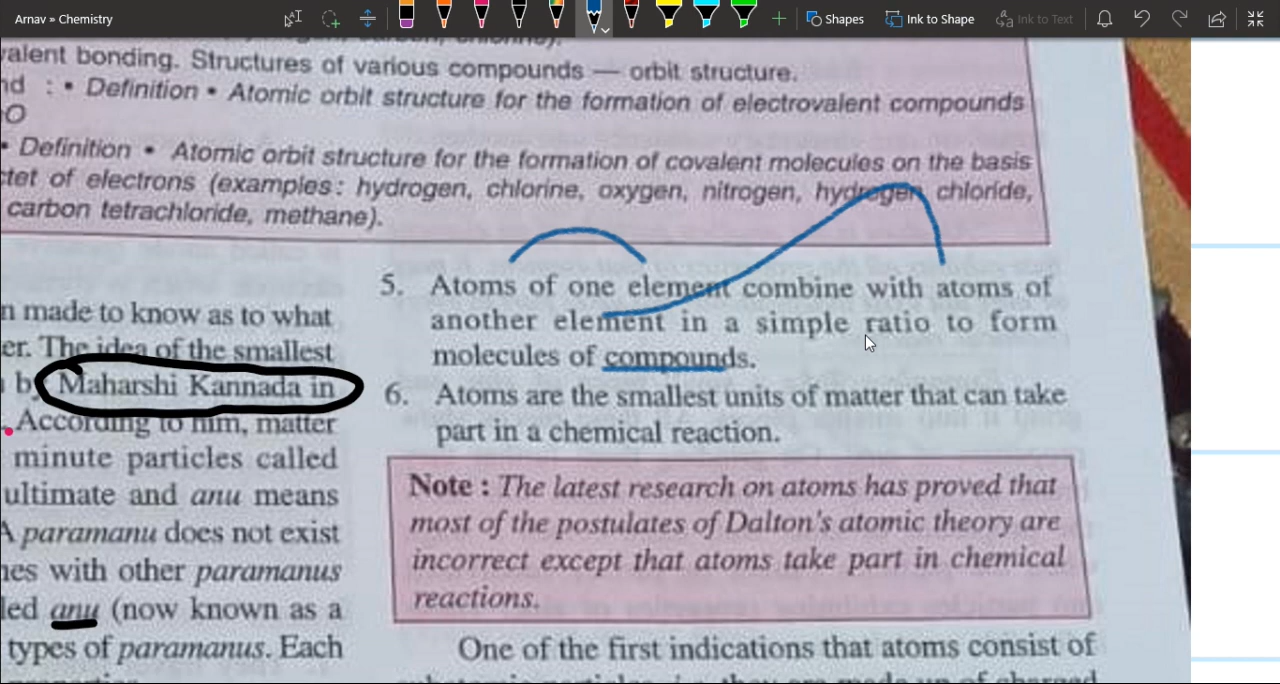 Arnav » Chemistry
Shapes
Ink to Shape
Ink to Text
valent bonding. Structures of various compounds — orbit structure.
nd : • Definition • Atomic orbit structure for the formation of electrovalent compounds
O
• Definition • Atomic orbit structure for the formation of covalent molecules on the basis
ctet of electrons (examples: hydrogen, chlorine, oxygen, nitrogen, hydrogen chloride,
carbon tetrachloride, methane).
n made to know as to what
er. The idea of the smallest
by Maharshi Kannada in
According to him, matter
minute particles called
ultimate and anu means
A paramanu does not exist
nes with other paramanus
led anu (now known as a
types of paramanus. Each
5. Atoms of one element combine with atoms of
another element in a simple ratio to form
molecules of compounds.
6. Atoms are the smallest units of matter that can take
part in a chemical reaction.
Note : The latest research on atoms has proved that
most of the postulates of Dalton's atomic theory are
incorrect except that atoms take part in chemical
reactions.
One of the first indications that atoms consist of